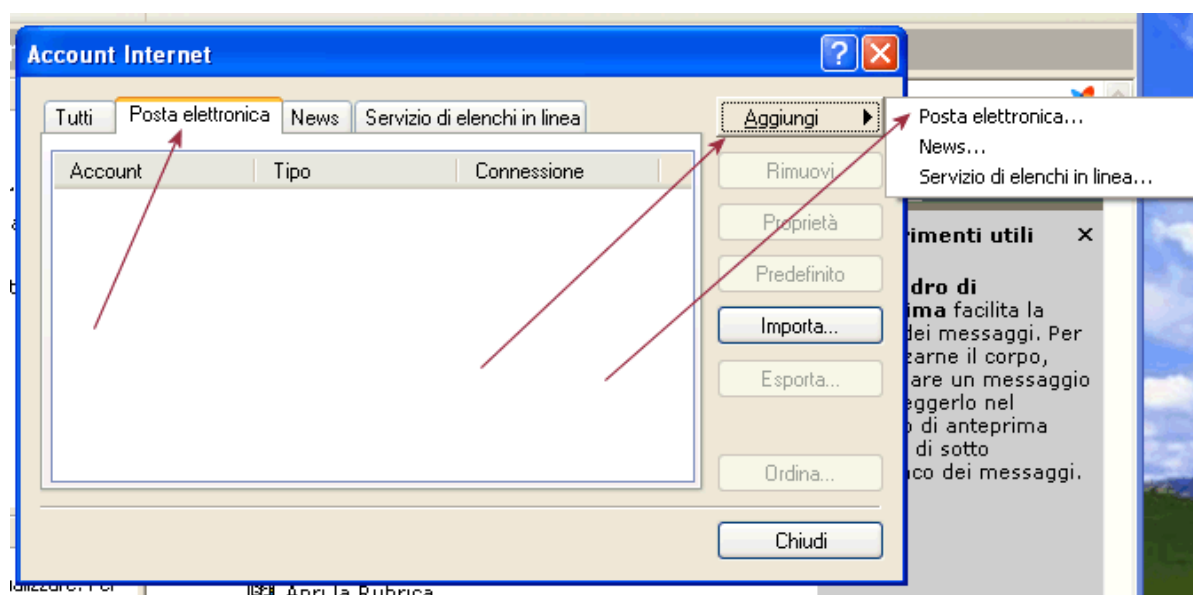 Account Internet
Tutti Posta elettronica News Servizio di elenchi in linea
Aggiungi
Posta elettronica...
News...
Servizio di elenchi in linea...
Account Tipo Connessione
Rimuovi
Proprietà
Predefinito
Importa...
Esporta...
Ordina...
Chiudi
rimenti utili
dro di
ima facilita la
dei messaggi. Per
zarne il corpo,
are un messaggio
eggerlo nel
di anteprima
di sotto
co dei messaggi.
Apri la Rubrica